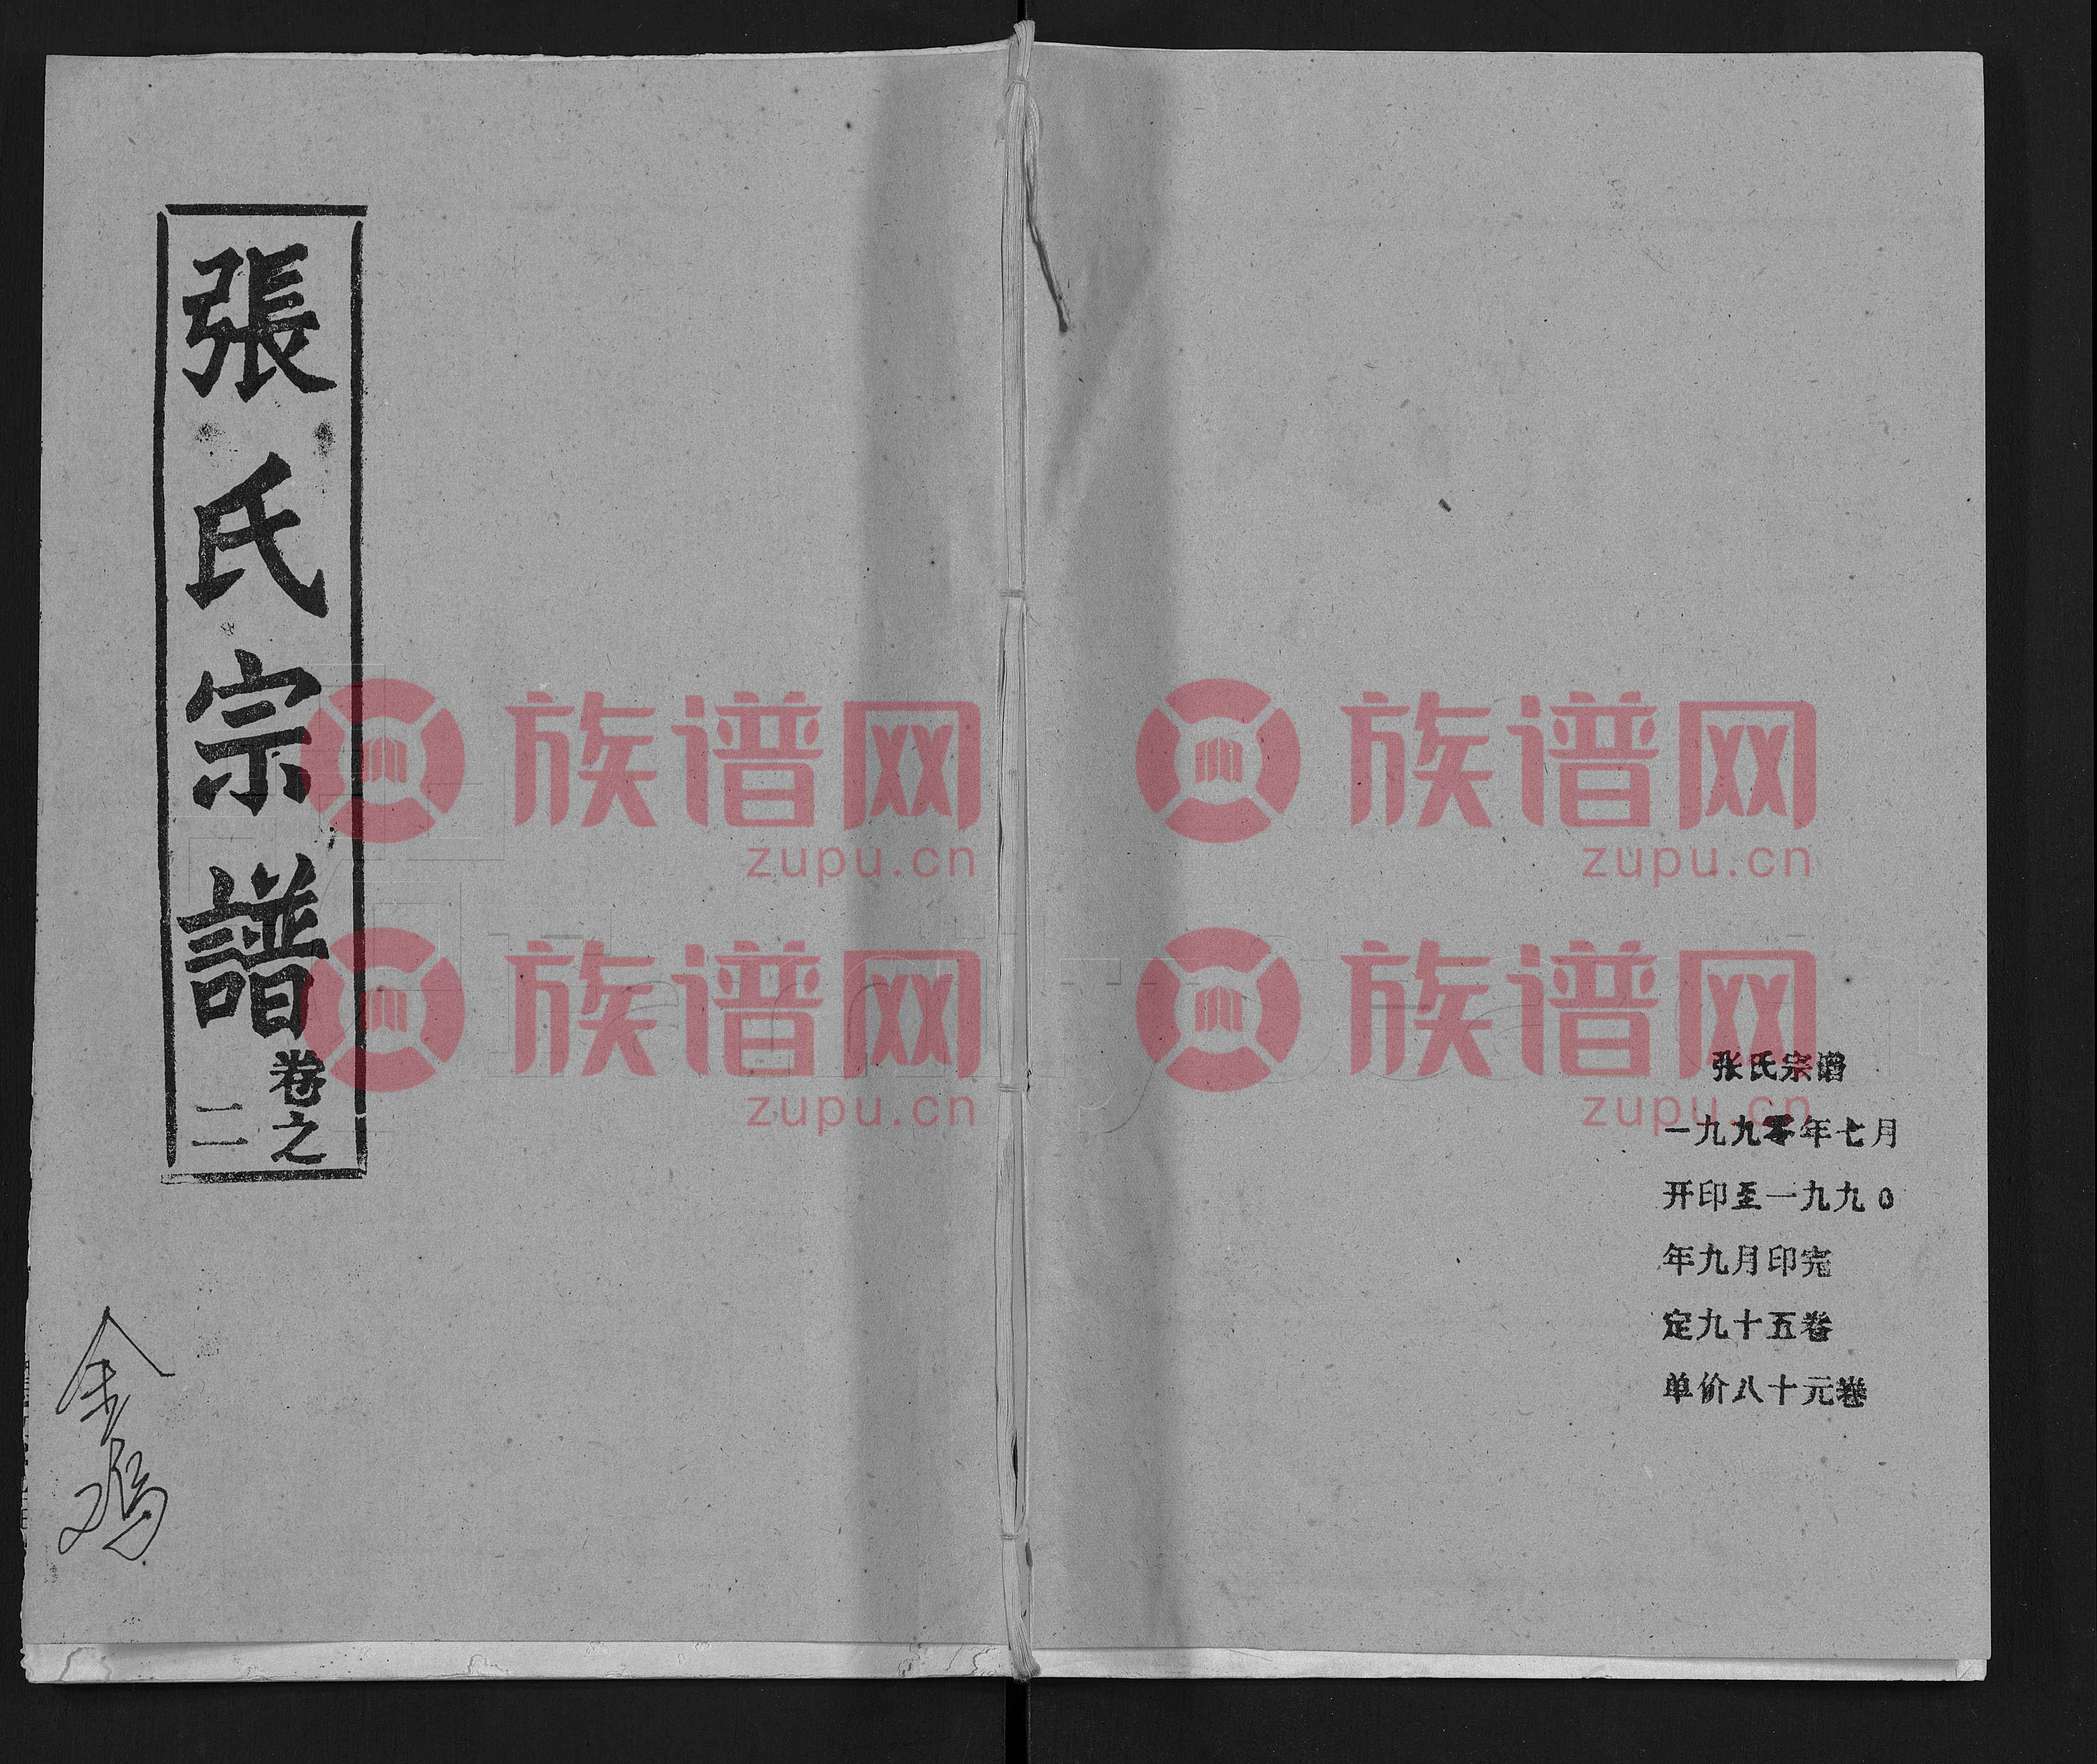 張氏宗譜
卷之
二
金鸡
张氏宗谱
一九九零年七月
开印至一九九0
年九月印完
定九十五卷
单价八十元卷
族谱网
zupu.cn
族谱网
zupu.cn
族谱网
zupu.cn
族谱网
zupu.cn